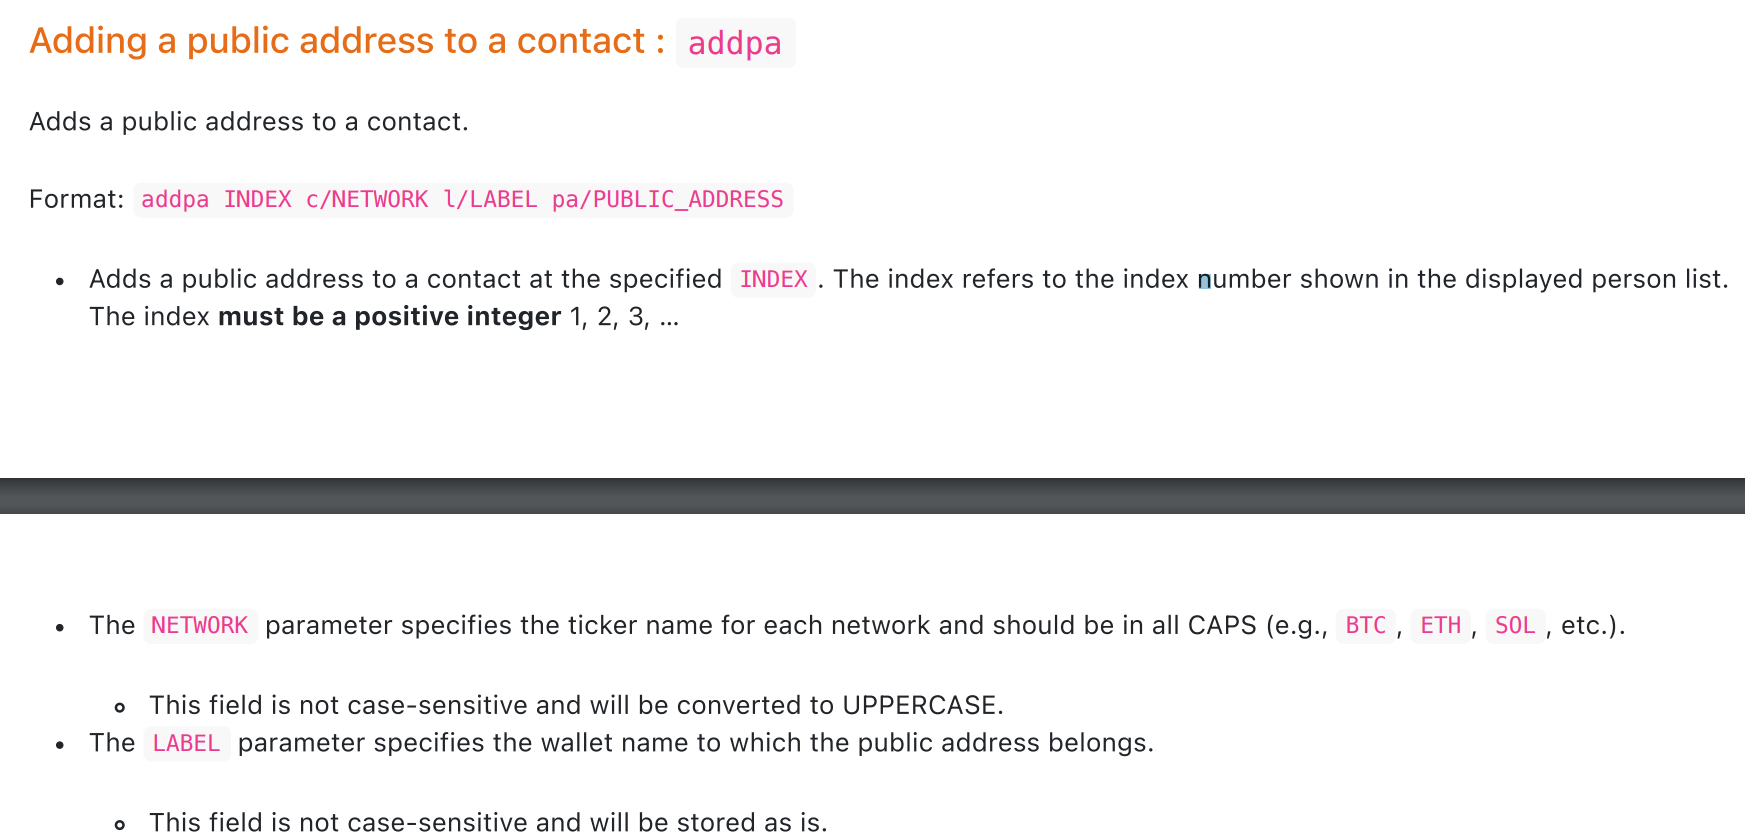 Adding a public address to a contact : addpa
Adds a public address to a contact.
Format: addpa INDEX c/NETWORK l/LABEL pa/PUBLIC_ADDRESS
• Adds a public address to a contact at the specified INDEX . The index refers to the index number shown in the displayed person list.
The index must be a positive integer 1, 2, 3, …
• The NETWORK parameter specifies the ticker name for each network and should be in all CAPS (e.g., BTC , ETH , SOL , etc.).
◦ This field is not case-sensitive and will be converted to UPPERCASE.
• The LABEL parameter specifies the wallet name to which the public address belongs.
◦ This field is not case-sensitive and will be stored as is.